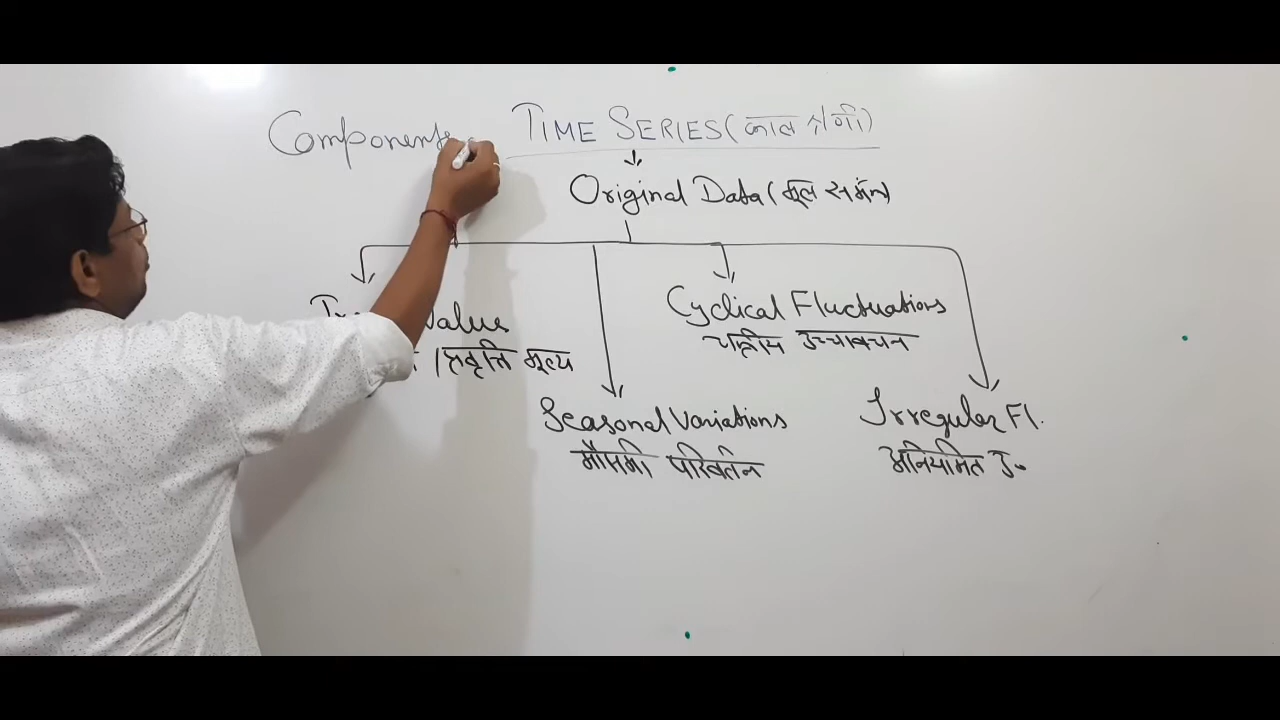 Components TIME SERIES (काल श्रेणी)
Original Data (मूल समंक)
Value
/प्रवृत्ति मूल्य
Cyclical Fluctuations
चक्रीय उच्चावचन
Seasonal Variations
मौसमी परिवर्तन
Irregular Fl.
अनियमित उ॰